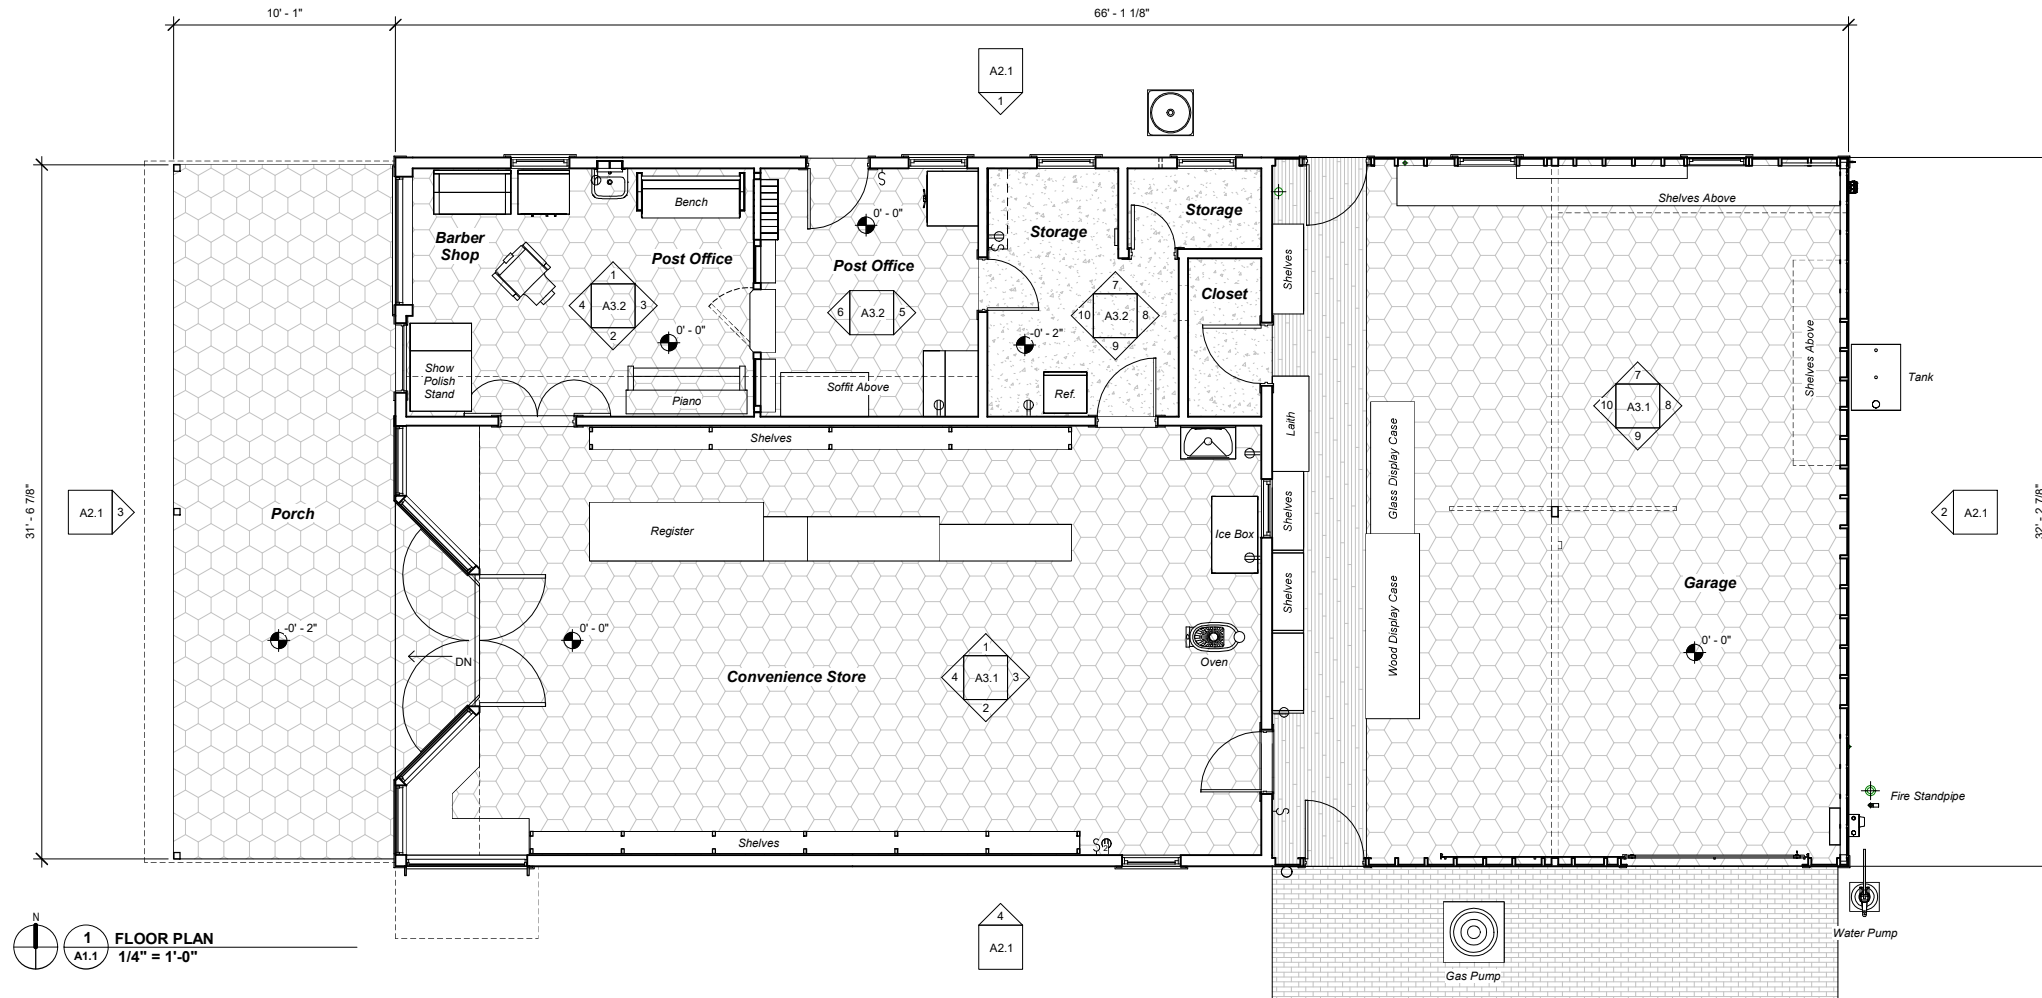 10' - 1"
66' - 1 1/8"
A2.1
1
Bench
Shelves Above
Barber
Shop
Post Office
0' - 0"
Post Office
Storage
Storage
Shelves
Closet
1
4 A3.2 3
2
0' - 0"
6 A3.2 5
7
10 A3.2 8
9
-0' - 2"
Shelves Above
Show
Polish
Stand
Piano
Soffit Above
Ref.
Laith
Tank
7
10 A3.1 8
9
Glass Display Case
Shelves
31' - 6 7/8"
A2.1 3
Porch
Register
Ice Box
Shelves
2 A2.1
32' - 2 7/8"
Shelves
Wood Display Case
Garage
-0' - 2"
DN
0' - 0"
Oven
0' - 0"
Convenience Store
1
4 A3.1 3
2
Fire Standpipe
Shelves
S
S
S
S
4
A2.1
Water Pump
Gas Pump
N
1
A1.1
FLOOR PLAN
1/4" = 1'-0"